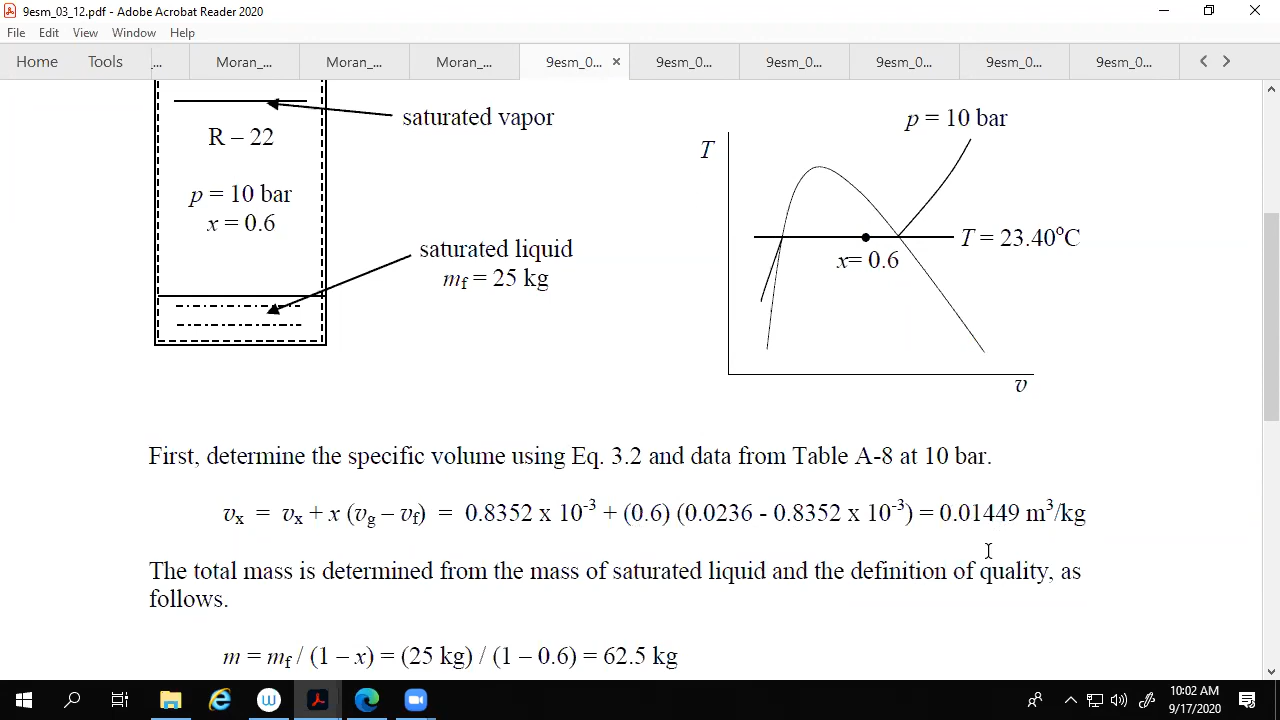 9esm_03_12.pdf - Adobe Acrobat Reader 2020
File Edit View Window Help
Home Tools ... Moran_... Moran_... Moran_... 9esm_0... × 9esm_0... 9esm_0... 9esm_0... 9esm_0... 9esm_0...
saturated vapor
R – 22
p = 10 bar
x = 0.6
saturated liquid
mf = 25 kg
p = 10 bar
T
T = 23.40oC
x= 0.6
v
First, determine the specific volume using Eq. 3.2 and data from Table A-8 at 10 bar.
vx = vx + x (vg – vf) = 0.8352 x 10-3 + (0.6) (0.0236 - 0.8352 x 10-3) = 0.01449 m3/kg
The total mass is determined from the mass of saturated liquid and the definition of quality, as
follows.
m = mf / (1 – x) = (25 kg) / (1 – 0.6) = 62.5 kg
10:02 AM
9/17/2020